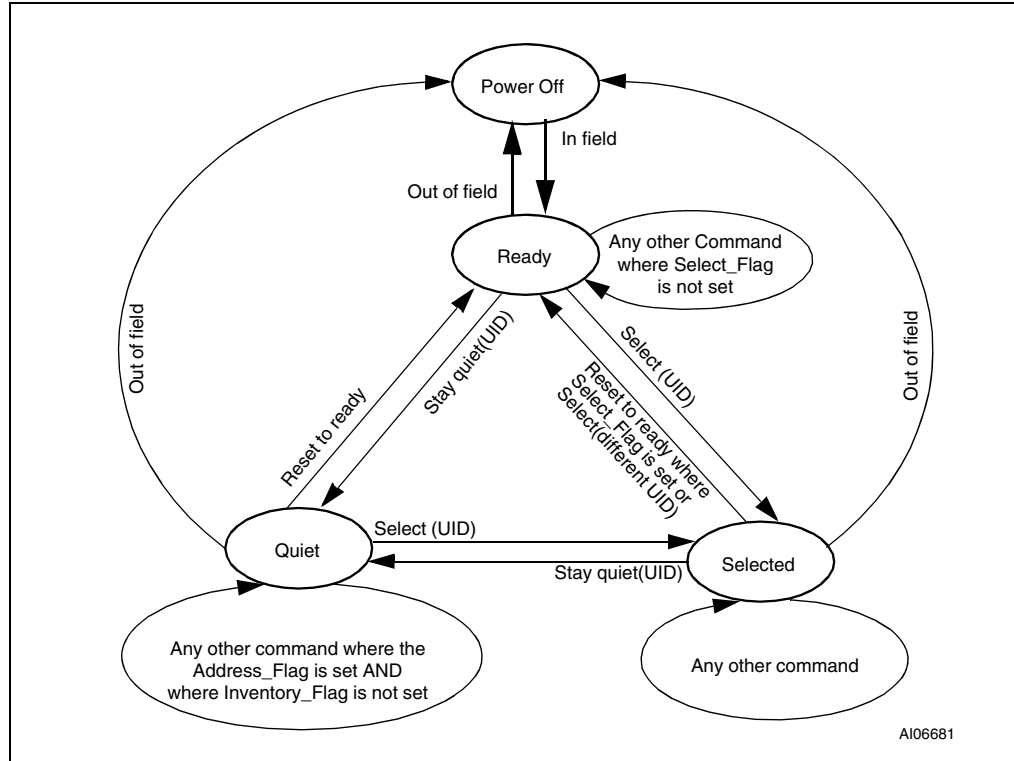 Power Off
In field
Out of field
Ready
Any other Command
where Select_Flag
is not set
Out of field
Out of field
Reset to ready
Stay quiet(UID)
Select (UID)
Reset to ready where
Select_Flag is set or
Select(different UID)
Quiet
Select (UID)
Stay quiet(UID)
Selected
Any other command where the
Address_Flag is set AND
where Inventory_Flag is not set
Any other command
AI06681